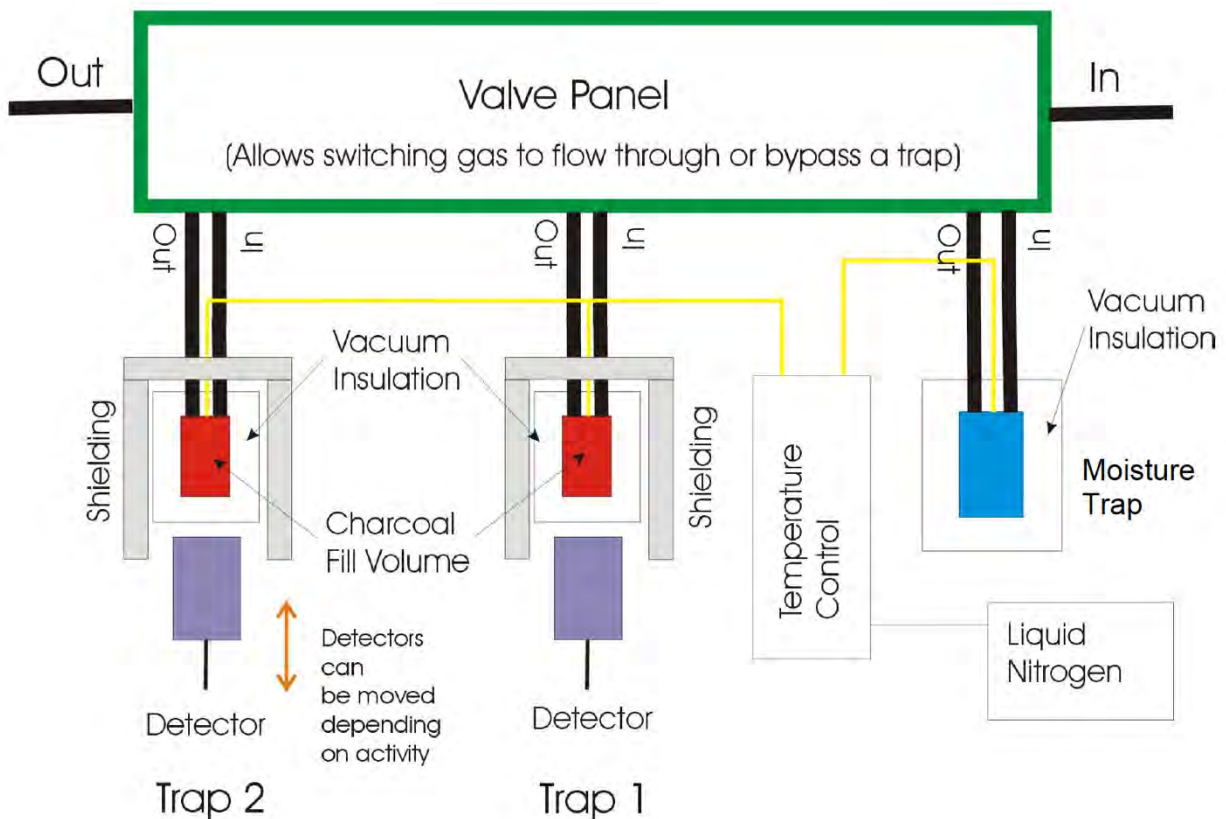 Out
In
Valve Panel
(Allows switching gas to flow through or bypass a trap)
Out
In
Out
In
Out
In
Vacuum
Insulation
Vacuum
Insulation
Shielding
Shielding
Charcoal
Fill Volume
Temperature
Control
Moisture
Trap
Liquid
Nitrogen
Detectors
can
be moved
depending
on activity
Detector
Detector
Trap 2
Trap 1